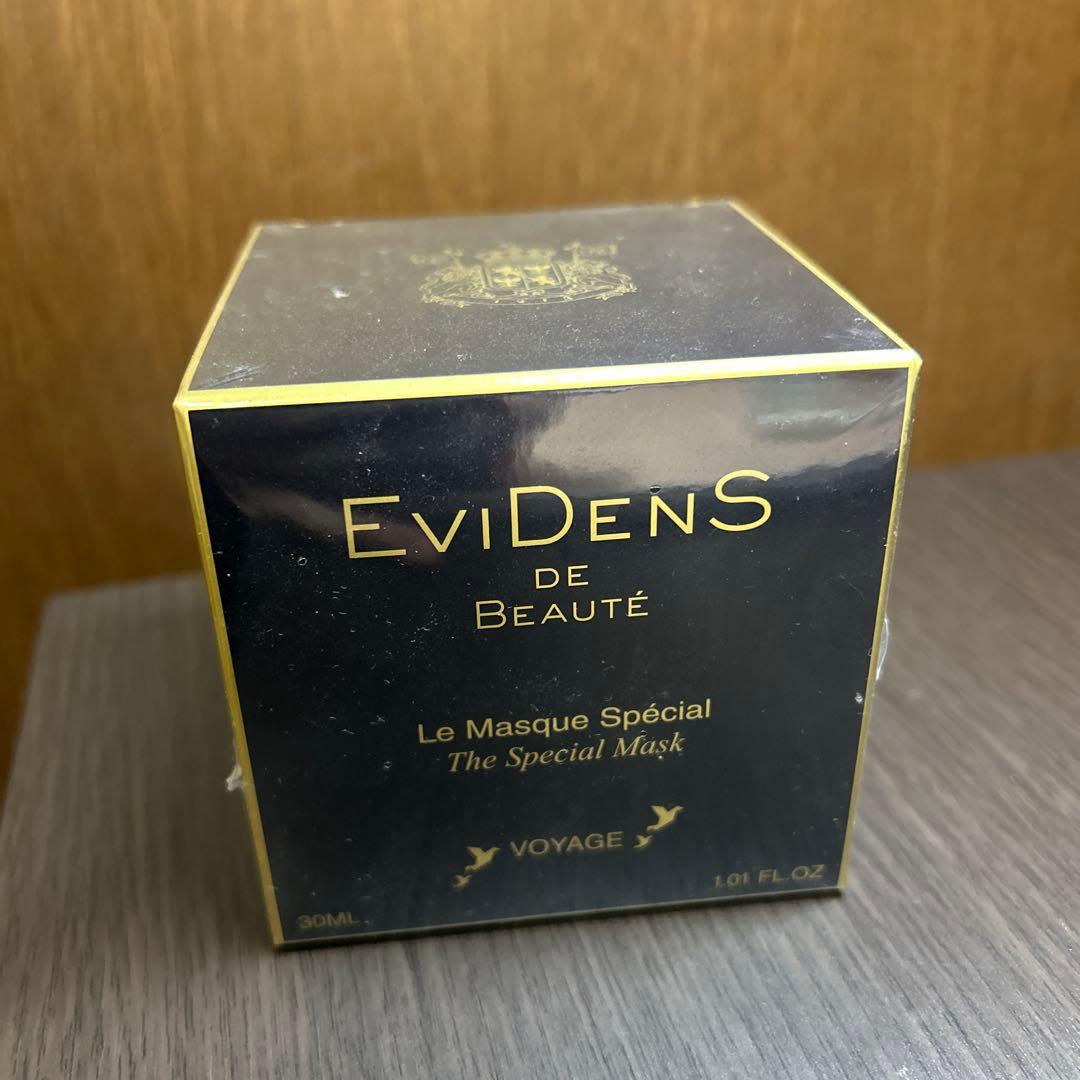 EVIDENS
DE
BEAUTÉ
Le Masque Spécial
The Special Mask
VOYAGE
30ML
1.01 FL.OZ